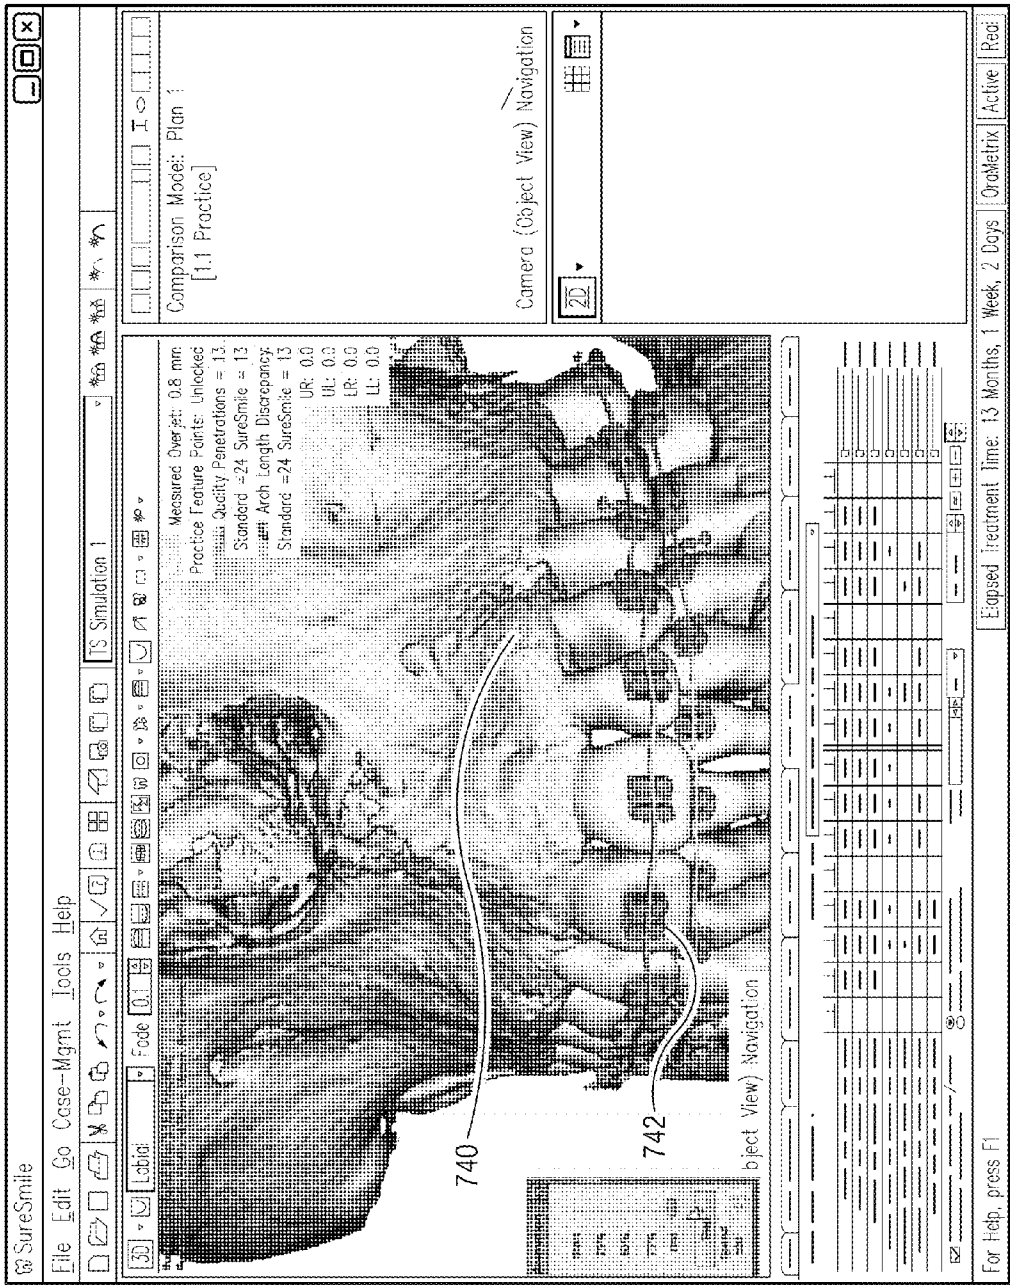 SureSmile
File Edit Go Case-Mgmt Tools Help
TS Simulation 1
3D Labial Fade 0.1
Measured Overjet: 0.8 mm
Practice Feature Points: Unlocked
Quality Penetrations = 13
Standard =24 SureSmile = 13
Arch Length Discrepancy
Standard =24 SureSmile = 13
UR: 0.0
UL: 0.0
LR: 0.0
LL: 0.0
740
742
bject View) Navigation
Comparison Model: Plan 1
[1.1 Practice]
Camera (Object View) Navigation
2D
For Help, press F1
Elapsed Treatment Time: 13 Months, 1 Week, 2 Days
OraMetrix
Active
Real